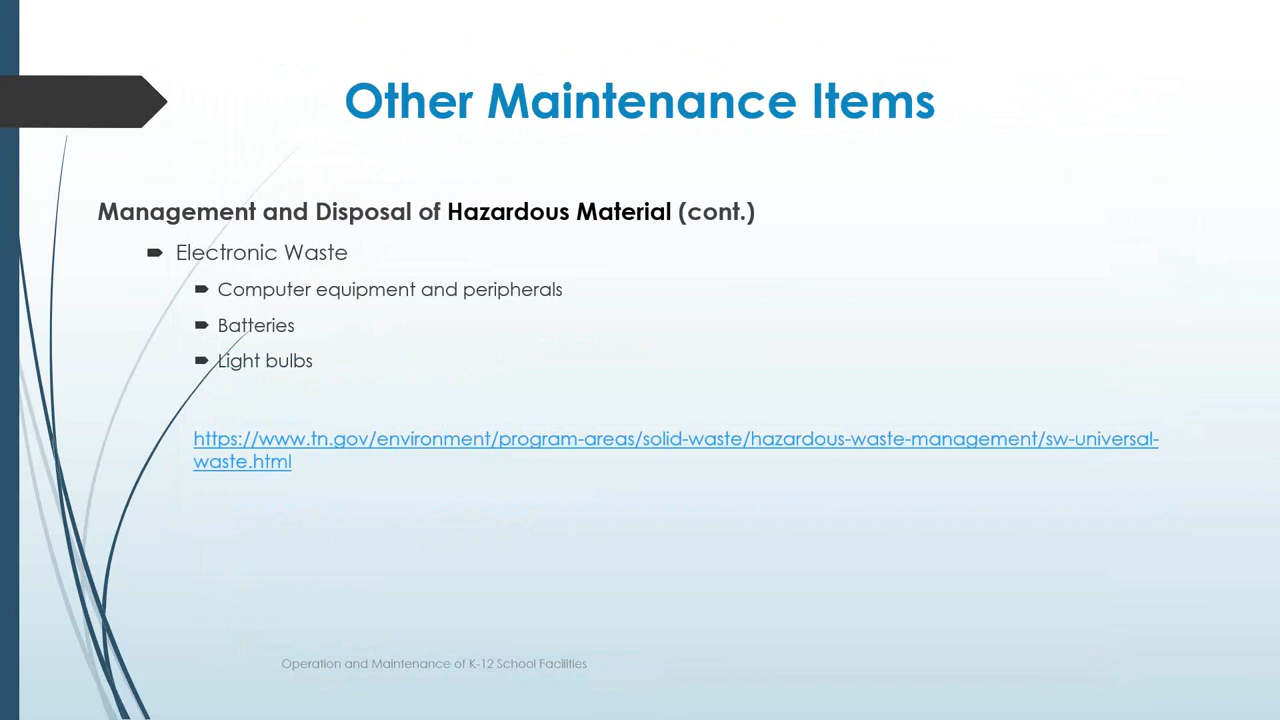 Other Maintenance Items
Management and Disposal of Hazardous Material (cont.)
Electronic Waste
Computer equipment and peripherals
Batteries
Light bulbs
https://www.tn.gov/environment/program-areas/solid-waste/hazardous-waste-management/sw-universal-
waste.html
Operation and Maintenance of K-12 School Facilities